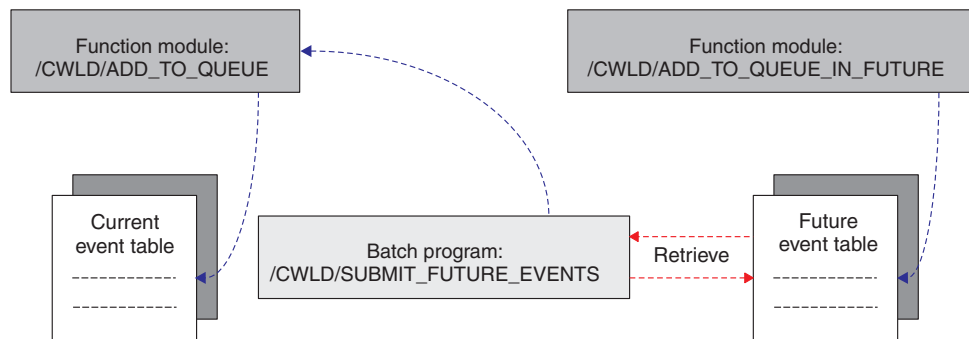 Function module:
/CWLD/ADD_TO_QUEUE
Function module:
/CWLD/ADD_TO_QUEUE_IN_FUTURE
Current
event table
Batch program:
/CWLD/SUBMIT_FUTURE_EVENTS
Retrieve
Future
event table